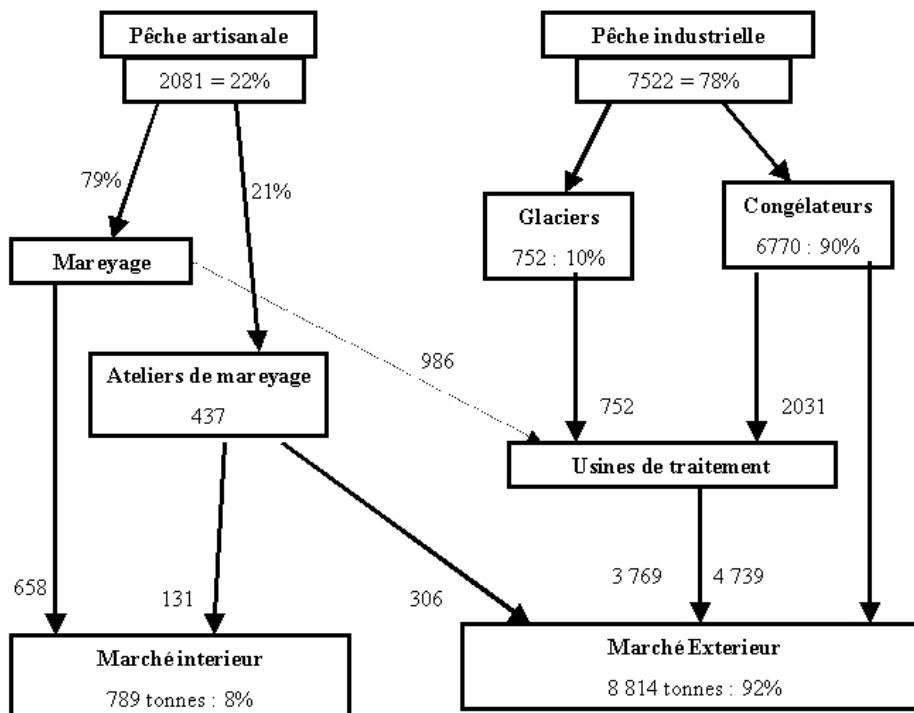 Pêche artisanale
2081 = 22%
Pêche industrielle
7522 = 78%
79%
21%
Glaciers
752 : 10%
Congélateurs
6770 : 90%
Mareyage
Ateliers de mareyage
437
986
752
2031
Usines de traitement
658
131
306
3 769
4 739
Marché interieur
789 tonnes : 8%
Marché Exterieur
8 814 tonnes : 92%